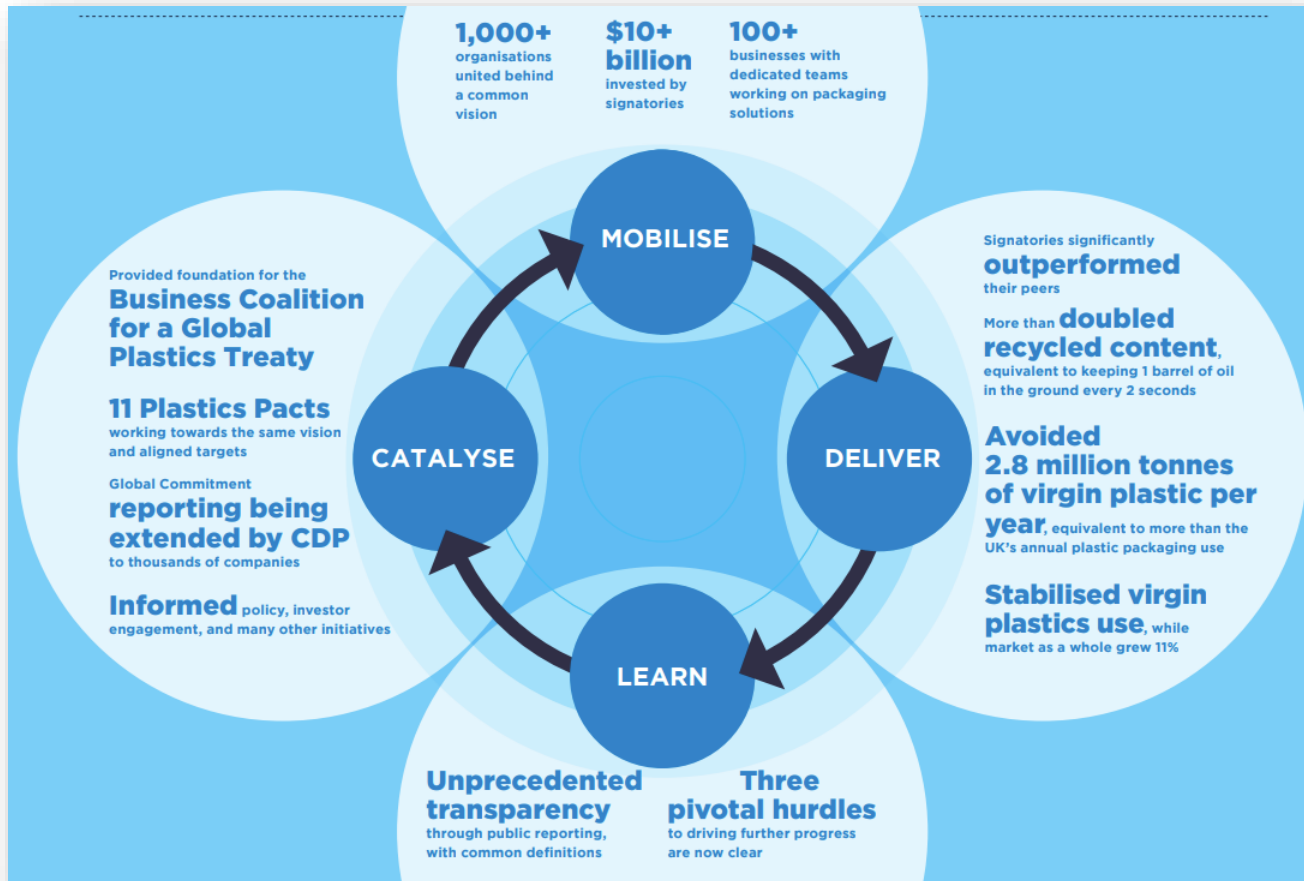 1,000+
organisations
united behind
a common
vision
$10+
billion
invested by
signatories
100+
businesses with
dedicated teams
working on packaging
solutions
MOBILISE
Signatories significantly
outperformed
their peers
More than doubled
recycled content,
equivalent to keeping 1 barrel of oil
in the ground every 2 seconds
Avoided
2.8 million tonnes
of virgin plastic per
year, equivalent to more than the
UK's annual plastic packaging use
Stabilised virgin
plastics use, while
market as a whole grew 11%
DELIVER
LEARN
Unprecedented
transparency
through public reporting,
with common definitions
Three
pivotal hurdles
to driving further progress
are now clear
CATALYSE
Provided foundation for the
Business Coalition
for a Global
Plastics Treaty
11 Plastics Pacts
working towards the same vision
and aligned targets
Global Commitment
reporting being
extended by CDP
to thousands of companies
Informed policy, investor
engagement, and many other initiatives